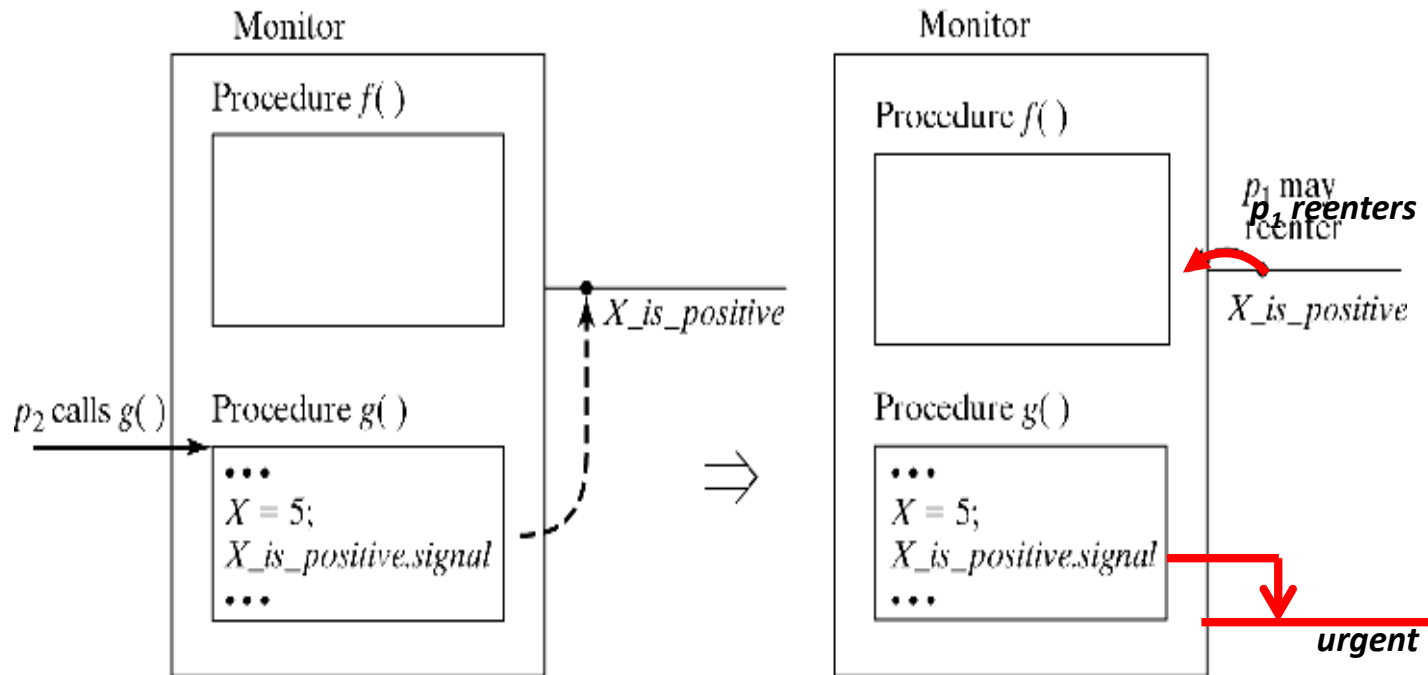 Monitor
Procedure f( )
X_is_positive
p2 calls g( )
Procedure g( )
•••
X = 5;
X_is_positive.signal
•••
⇒
Monitor
Procedure f( )
p1 may
reenter
p1 reenters
X_is_positive
Procedure g( )
•••
X = 5;
X_is_positive.signal
•••
urgent